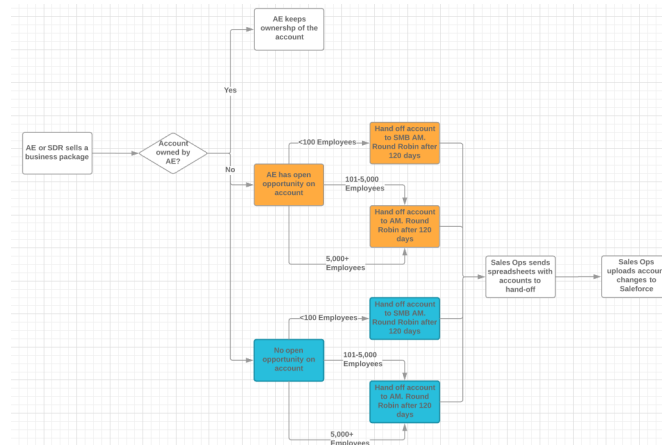 AE keeps
ownershp of the
account
Yes
AE or SDR sells a
business package
Account
owned by
AE?
No
<100 Employees
Hand off account
to SMB AM.
Round Robin after
120 days
AE has open
opportunity on
account
101-5,000
Employees
Hand off account
to AM. Round
Robin after 120
days
5,000+
Employees
Sales Ops sends
spreadsheets with
accounts to
hand-off
Sales Ops
uploads accoun
changes to
Saleforce
<100 Employees
Hand off account
to SMB AM.
Round Robin after
120 days
No open
opportunity on
account
101-5,000
Employees
Hand off account
to AM. Round
Robin after 120
days
5,000+
Employees